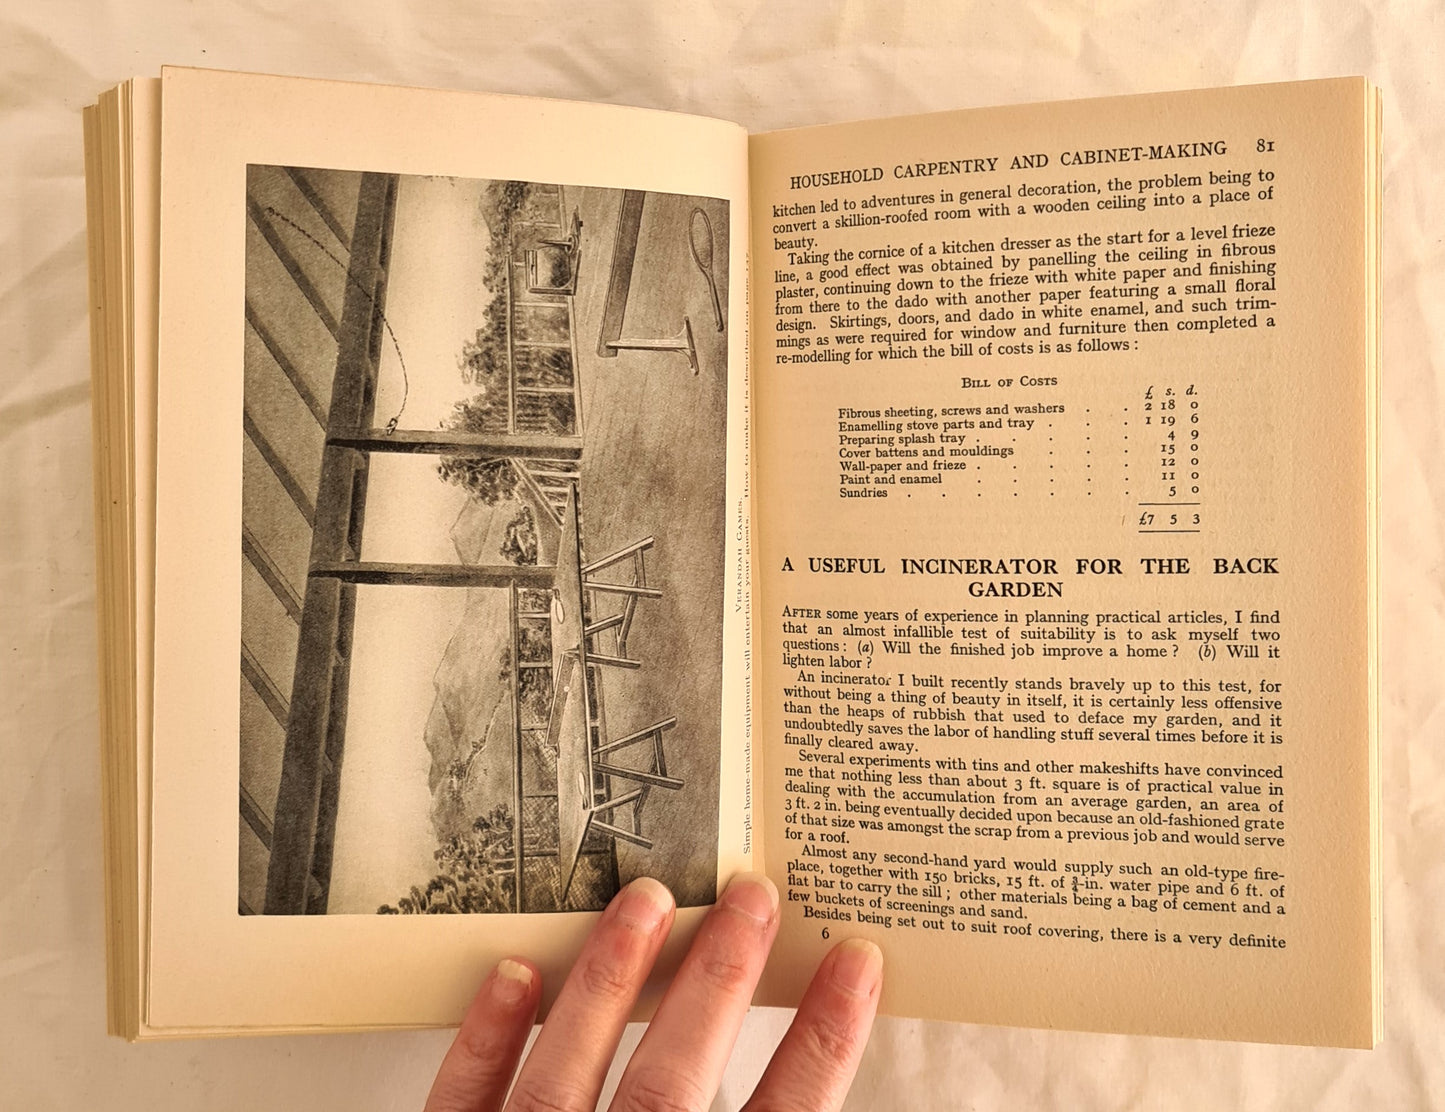 VERANDAH GAMES.
Simple home-made equipment will entertain your guests. How to make it is described on page 147.
HOUSEHOLD CARPENTRY AND CABINET-MAKING 81
kitchen led to adventures in general decoration, the problem being to
convert a skillion-roofed room with a wooden ceiling into a place of
beauty.
Taking the cornice of a kitchen dresser as the start for a level frieze
line, a good effect was obtained by panelling the ceiling in fibrous
plaster, continuing down to the frieze with white paper and finishing
from there to the dado with another paper featuring a small floral
design. Skirtings, doors, and dado in white enamel, and such trim-
mings as were required for window and furniture then completed a
re-modelling for which the bill of costs is as follows :
BILL OF COSTS
£ s. d.
Fibrous sheeting, screws and washers . . 2 18 0
Enamelling stove parts and tray . . . 1 19 6
Preparing splash tray . . . . . 4 9
Cover battens and mouldings . . . 15 0
Wall-paper and frieze . . . . . 12 0
Paint and enamel . . . . . 11 0
Sundries . . . . . . . 5 0
£7 5 3
A USEFUL INCINERATOR FOR THE BACK
GARDEN
AFTER some years of experience in planning practical articles, I find
that an almost infallible test of suitability is to ask myself two
questions : (a) Will the finished job improve a home ? (b) Will it
lighten labor ?
An incinerator I built recently stands bravely up to this test, for
without being a thing of beauty in itself, it is certainly less offensive
than the heaps of rubbish that used to deface my garden, and it
undoubtedly saves the labor of handling stuff several times before it is
finally cleared away.
Several experiments with tins and other makeshifts have convinced
me that nothing less than about 3 ft. square is of practical value in
dealing with the accumulation from an average garden, an area of
3 ft. 2 in. being eventually decided upon because an old-fashioned grate
of that size was amongst the scrap from a previous job and would serve
for a roof.
Almost any second-hand yard would supply such an old-type fire-
place, together with 150 bricks, 15 ft. of ¾-in. water pipe and 6 ft. of
flat bar to carry the sill ; other materials being a bag of cement and a
few buckets of screenings and sand.
Besides being set out to suit roof covering, there is a very definite
6